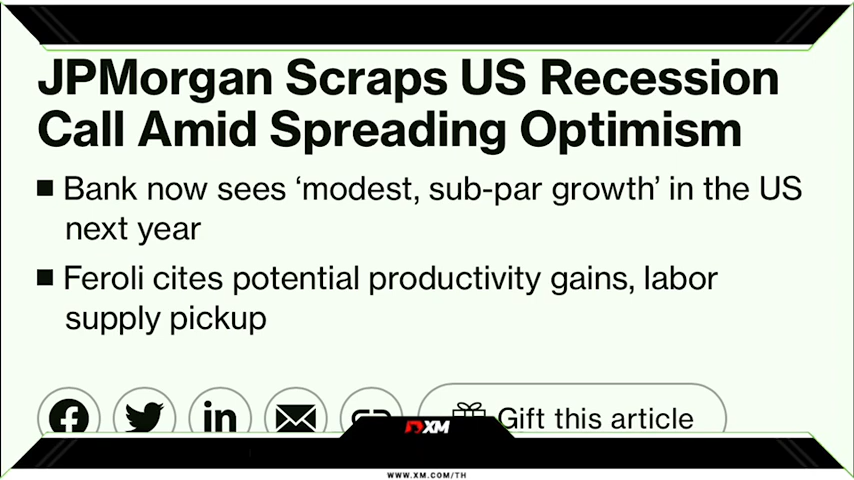 JPMorgan Scraps US Recession
Call Amid Spreading Optimism
■ Bank now sees ‘modest, sub-par growth’ in the US
next year
■ Feroli cites potential productivity gains, labor
supply pickup
Gift this article
XM
WWW.XM.COM/TH